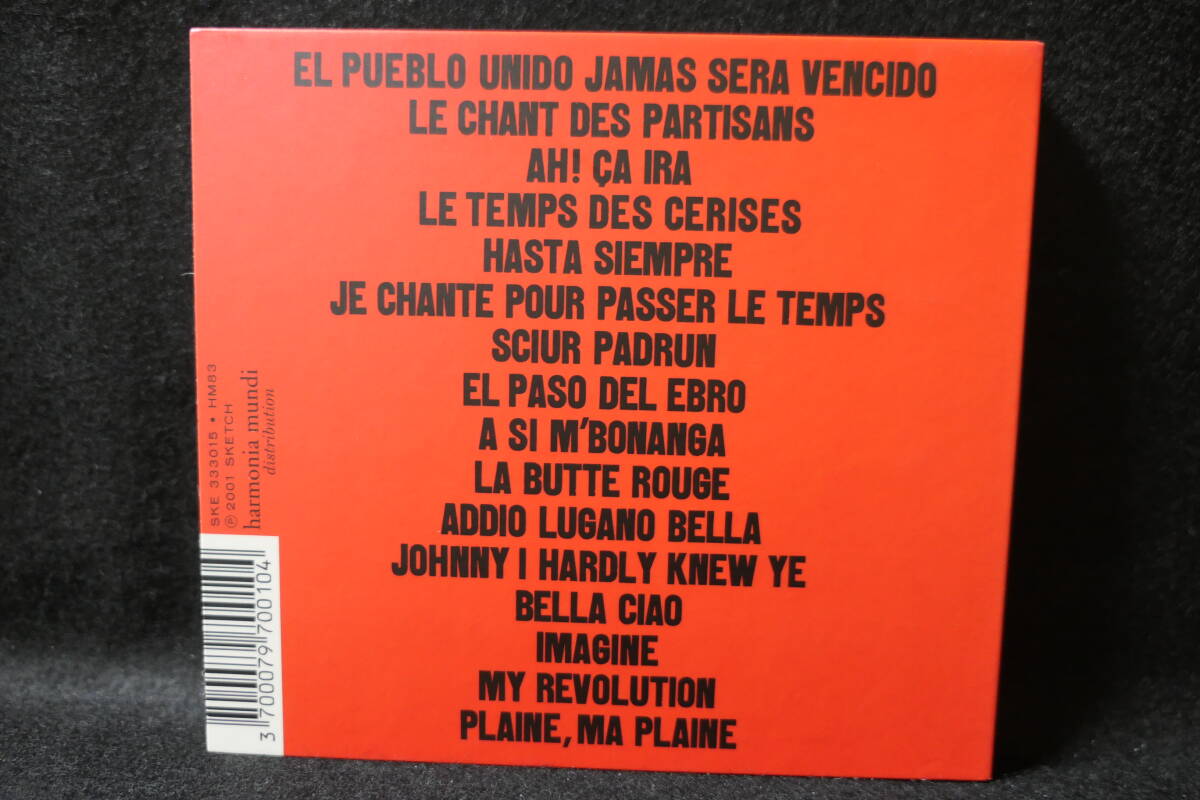 EL PUEBLO UNIDO JAMAS SERA VENCIDO
LE CHANT DES PARTISANS
AH! ÇA IRA
LE TEMPS DES CERISES
HASTA SIEMPRE
JE CHANTE POUR PASSER LE TEMPS
SCIUR PADRUN
EL PASO DEL EBRO
A SI M'BONANGA
LA BUTTE ROUGE
ADDIO LUGANO BELLA
JOHNNY I HARDLY KNEW YE
BELLA CIAO
IMAGINE
MY REVOLUTION
PLAINE, MA PLAINE
SKE 333015 • HM83
℗ 2001 SKETCH
harmonia mundi
distribution
3 700079 700104